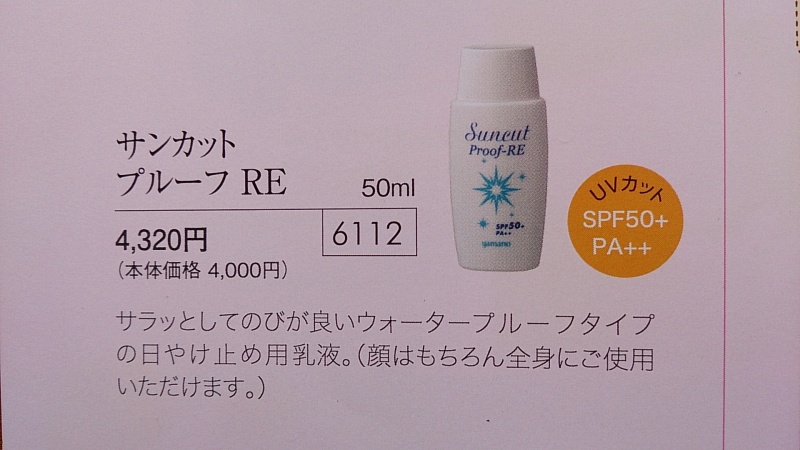 サンカット
プルーフ RE 50ml
4,320円 6112
(本体価格 4,000円)
Suncut
Proof-RE
SPF50+
PA++
yamano
UVカット
SPF50+
PA++
サラッとしてのびが良いウォータープルーフタイプ
の日やけ止め用乳液。(顔はもちろん全身にご使用
いただけます。)